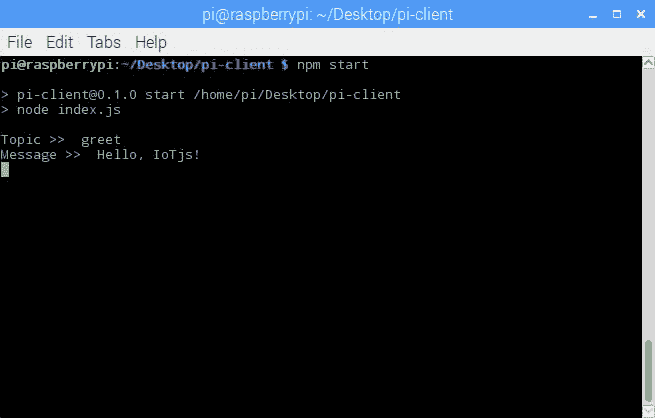 pi@raspberrypi: ~/Desktop/pi-client
File Edit Tabs Help
pi@raspberrypi:~/Desktop/pi-client $ npm start
> pi-client@0.1.0 start /home/pi/Desktop/pi-client
> node index.js
Topic >>  greet
Message >>  Hello, IoTjs!